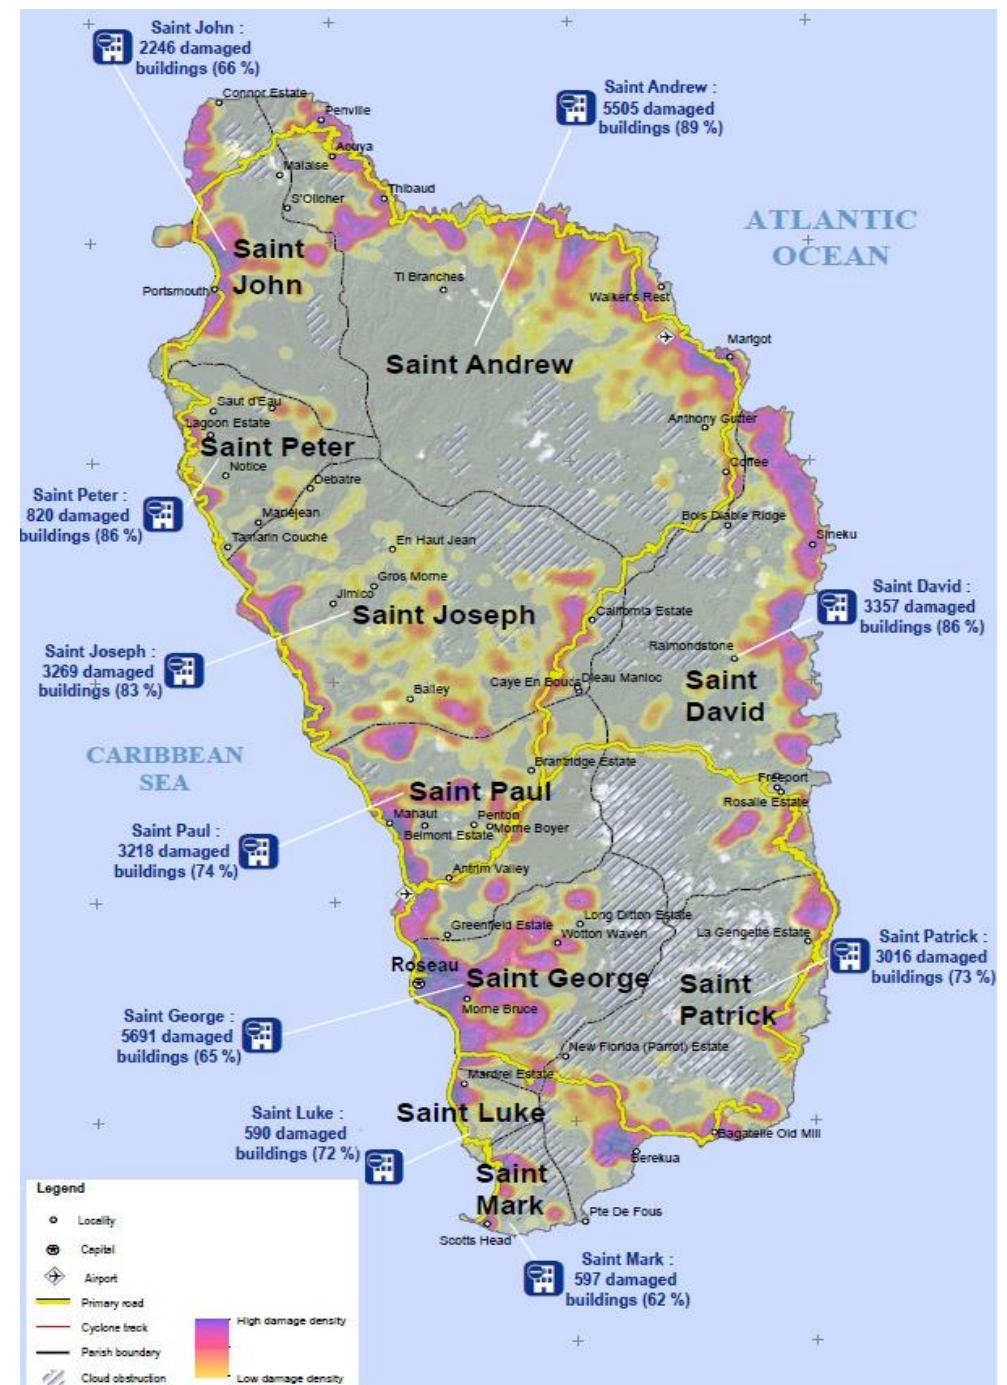 Saint John :
2246 damaged
buildings (66 %)
Saint Andrew :
5505 damaged
buildings (89 %)
Connor Estate
Penville
Aouya
Malaise
Thibaud
S'Olicher
ATLANTIC
OCEAN
Saint
John
Ti Branches
Portsmouth
Walker's Rest
Marigot
Saint Andrew
Saut d'Eau
Lagoon Estate
Anthony Gutter
Saint Peter
Notice
Coffee
Debatre
Saint Peter :
820 damaged
buildings (86 %)
Mariejean
Bois Diable Ridge
Tamarin Couché
En Haut Jean
Sineku
Gros Morne
Jimico
Saint David :
3357 damaged
buildings (86 %)
Saint Joseph
California Estate
Raimondstone
Saint Joseph :
3269 damaged
buildings (83 %)
Bailey
Caye En Boucs
Dleau Manioc
Saint
David
CARIBBEAN
SEA
Brantridge Estate
Freeport
Rosalie Estate
Saint Paul
Mahaut
Penton
Belmont Estate
Morne Boyer
Saint Paul :
3218 damaged
buildings (74 %)
Antrim Valley
Long Ditton Estate
Greenfield Estate
Wotton Waven
La Gengette Estate
Saint Patrick :
3016 damaged
buildings (73 %)
Roseau
Saint George
Saint
Patrick
Morne Bruce
Saint George :
5691 damaged
buildings (65 %)
New Florida (Parrot) Estate
Mardrel Estate
Saint Luke
Saint Luke :
590 damaged
buildings (72 %)
Bagatelle Old Mill
Berekua
Saint
Mark
Pte De Fous
Scotts Head
Saint Mark :
597 damaged
buildings (62 %)
Legend
Locality
Capital
Airport
Primary road
Cyclone track
Parish boundary
Cloud obstruction
High damage density
Low damage density